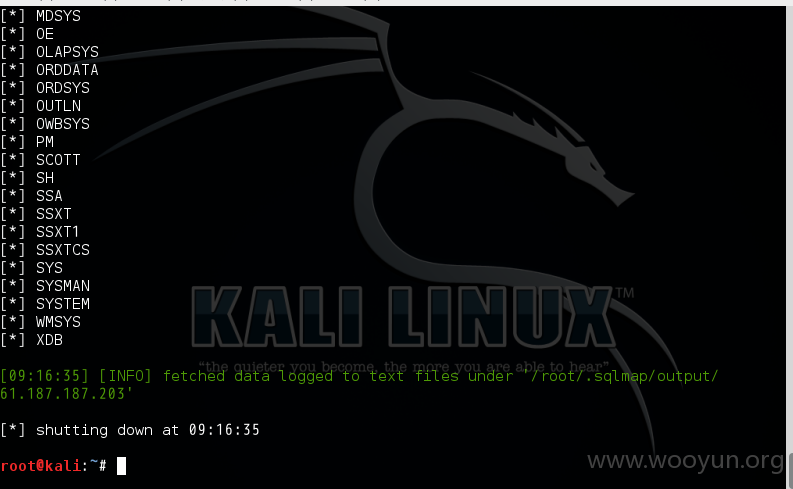 [*] MDSYS
[*] OE
[*] OLAPSYS
[*] ORDDATA
[*] ORDSYS
[*] OUTLN
[*] OWBSYS
[*] PM
[*] SCOTT
[*] SH
[*] SSA
[*] SSXT
[*] SSXT1
[*] SSXTCS
[*] SYS
[*] SYSMAN
[*] SYSTEM
[*] WMSYS
[*] XDB
KALI LINUX™
“the quieter you become, the more you are able to hear”
[09:16:35] [INFO] fetched data logged to text files under '/root/.sqlmap/output/
61.187.187.203'
[*] shutting down at 09:16:35
root@kali:~#
www.wooyun.org